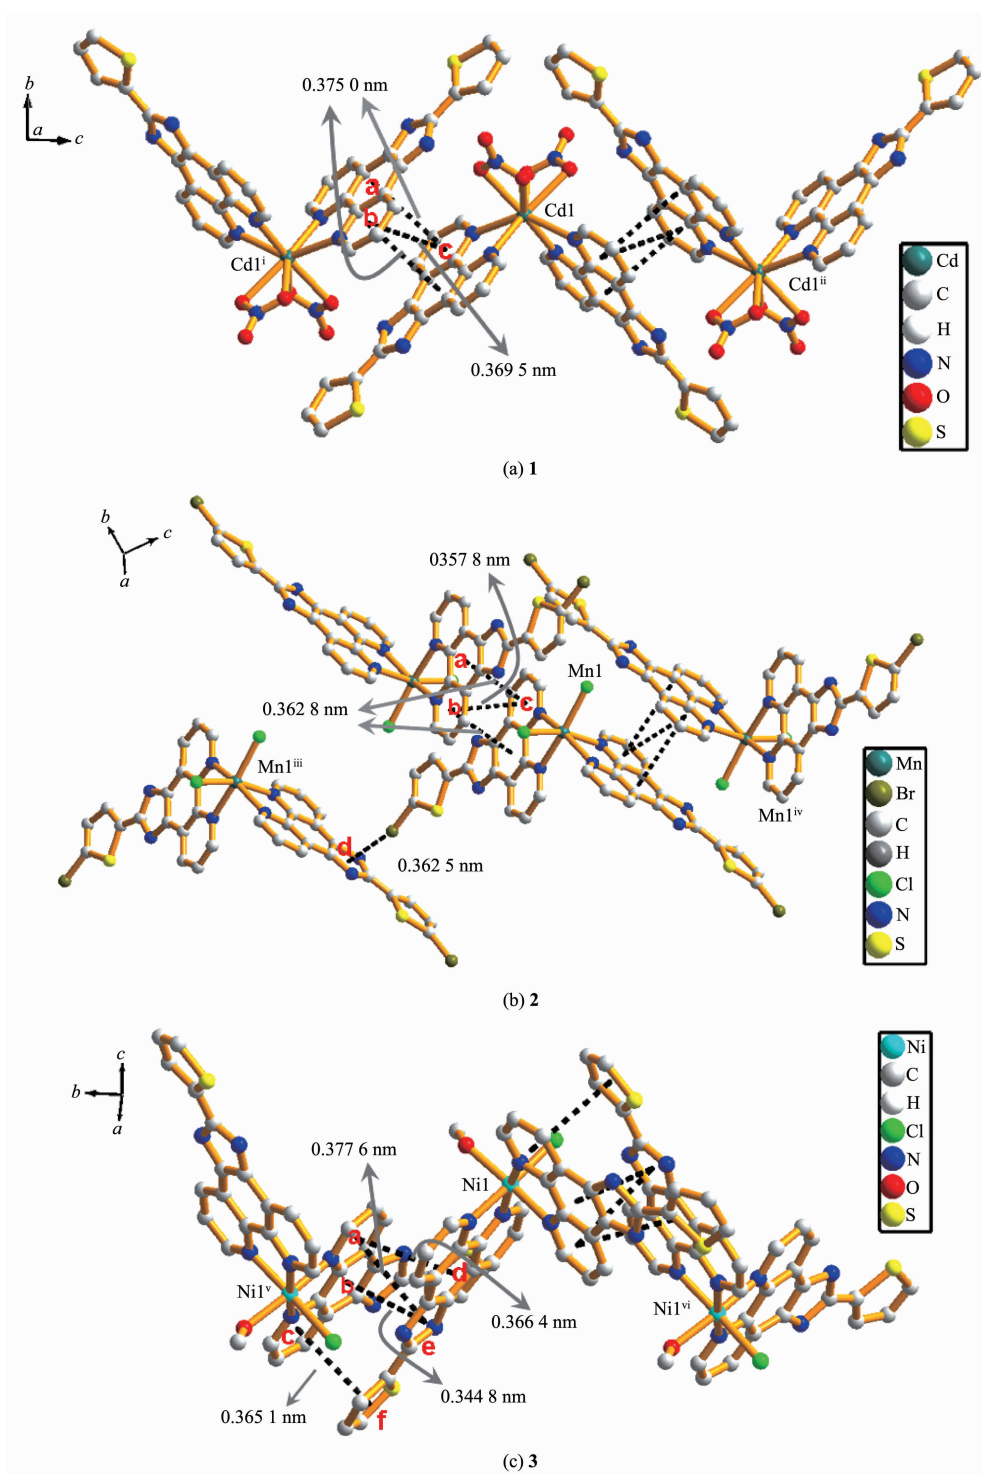 b
a
c
0.375 0 nm
a
b
c
Cd1
Cd1ⁱ
Cd1ⁱⁱ
0.369 5 nm
Cd
C
H
N
O
S
(a) 1
b
c
a
0357 8 nm
a
Mn1
b
c
0.362 8 nm
Mn1ⁱⁱⁱ
Mn1ⁱᵛ
d
0.362 5 nm
Mn
Br
C
H
Cl
N
S
(b) 2
c
b
a
0.377 6 nm
Ni1
a
b
d
Ni1ᵛ
Ni1ᵛⁱ
c
e
0.366 4 nm
0.344 8 nm
0.365 1 nm
f
Ni
C
H
Cl
N
O
S
(c) 3